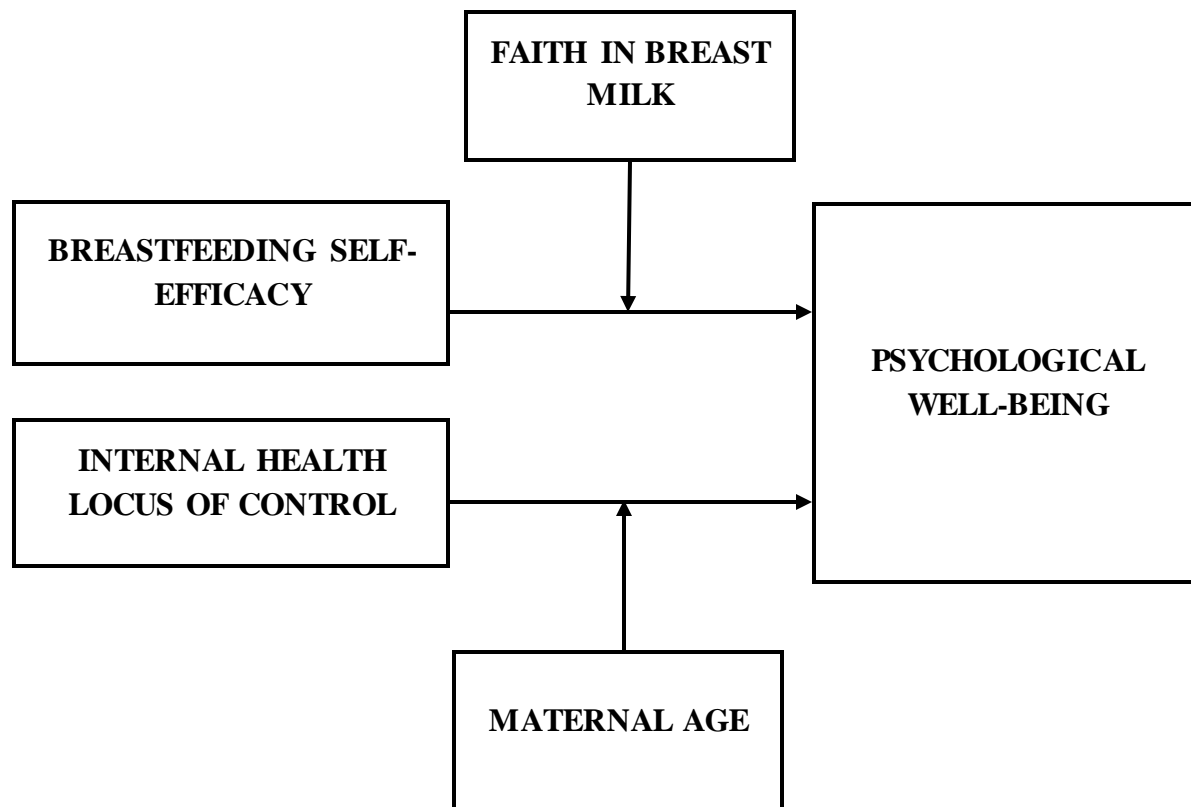 FAITH IN BREAST
MILK
BREASTFEEDING SELF-
EFFICACY
PSYCHOLOGICAL
WELL-BEING
INTERNAL HEALTH
LOCUS OF CONTROL
MATERNAL AGE